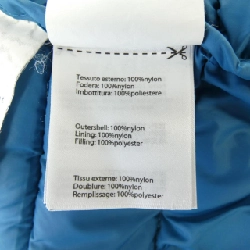 Tessuto esterno: 100%nylon
Fodera: 100%nylon
Imbottitura: 100%poliestere
Outershell: 100%nylon
Lining: 100%nylon
Filling: 100%polyester
Tissu externe: 100%nylon
Doublure: 100%nylon
Remplissage: 100%polyester